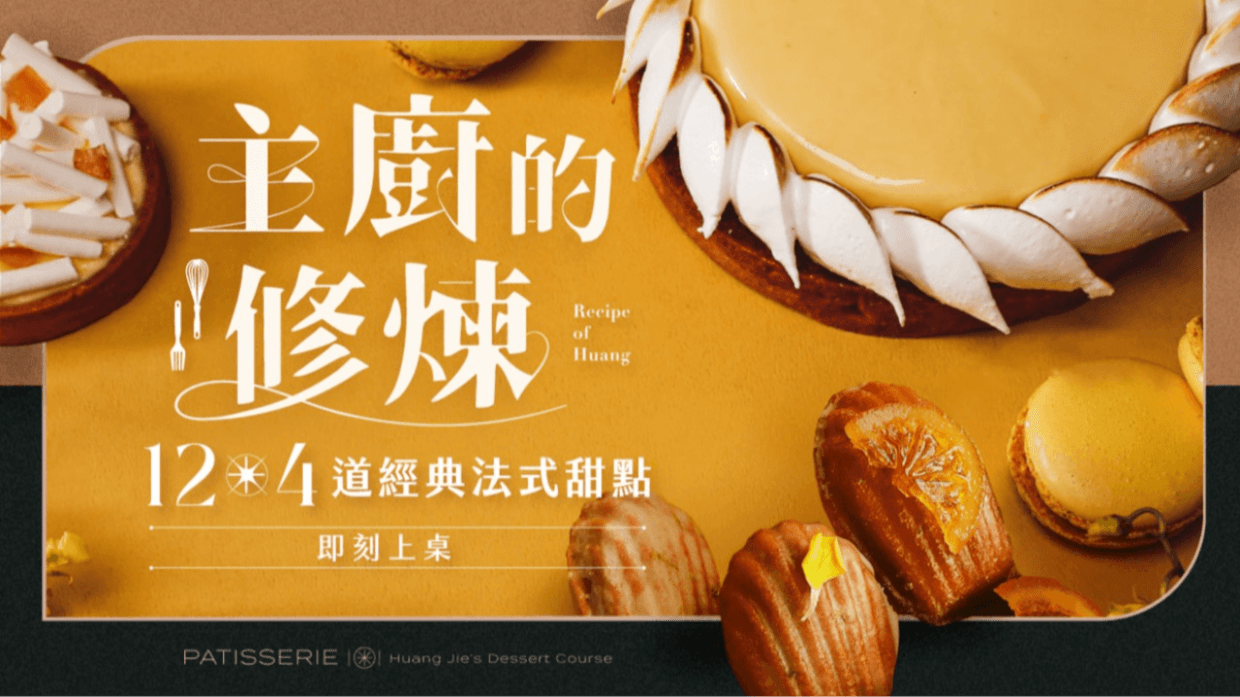 主廚的
修煉
Recipe
of
Huang
12 4 道經典法式甜點
即刻上桌
PATISSERIE Huang Jie's Dessert Course